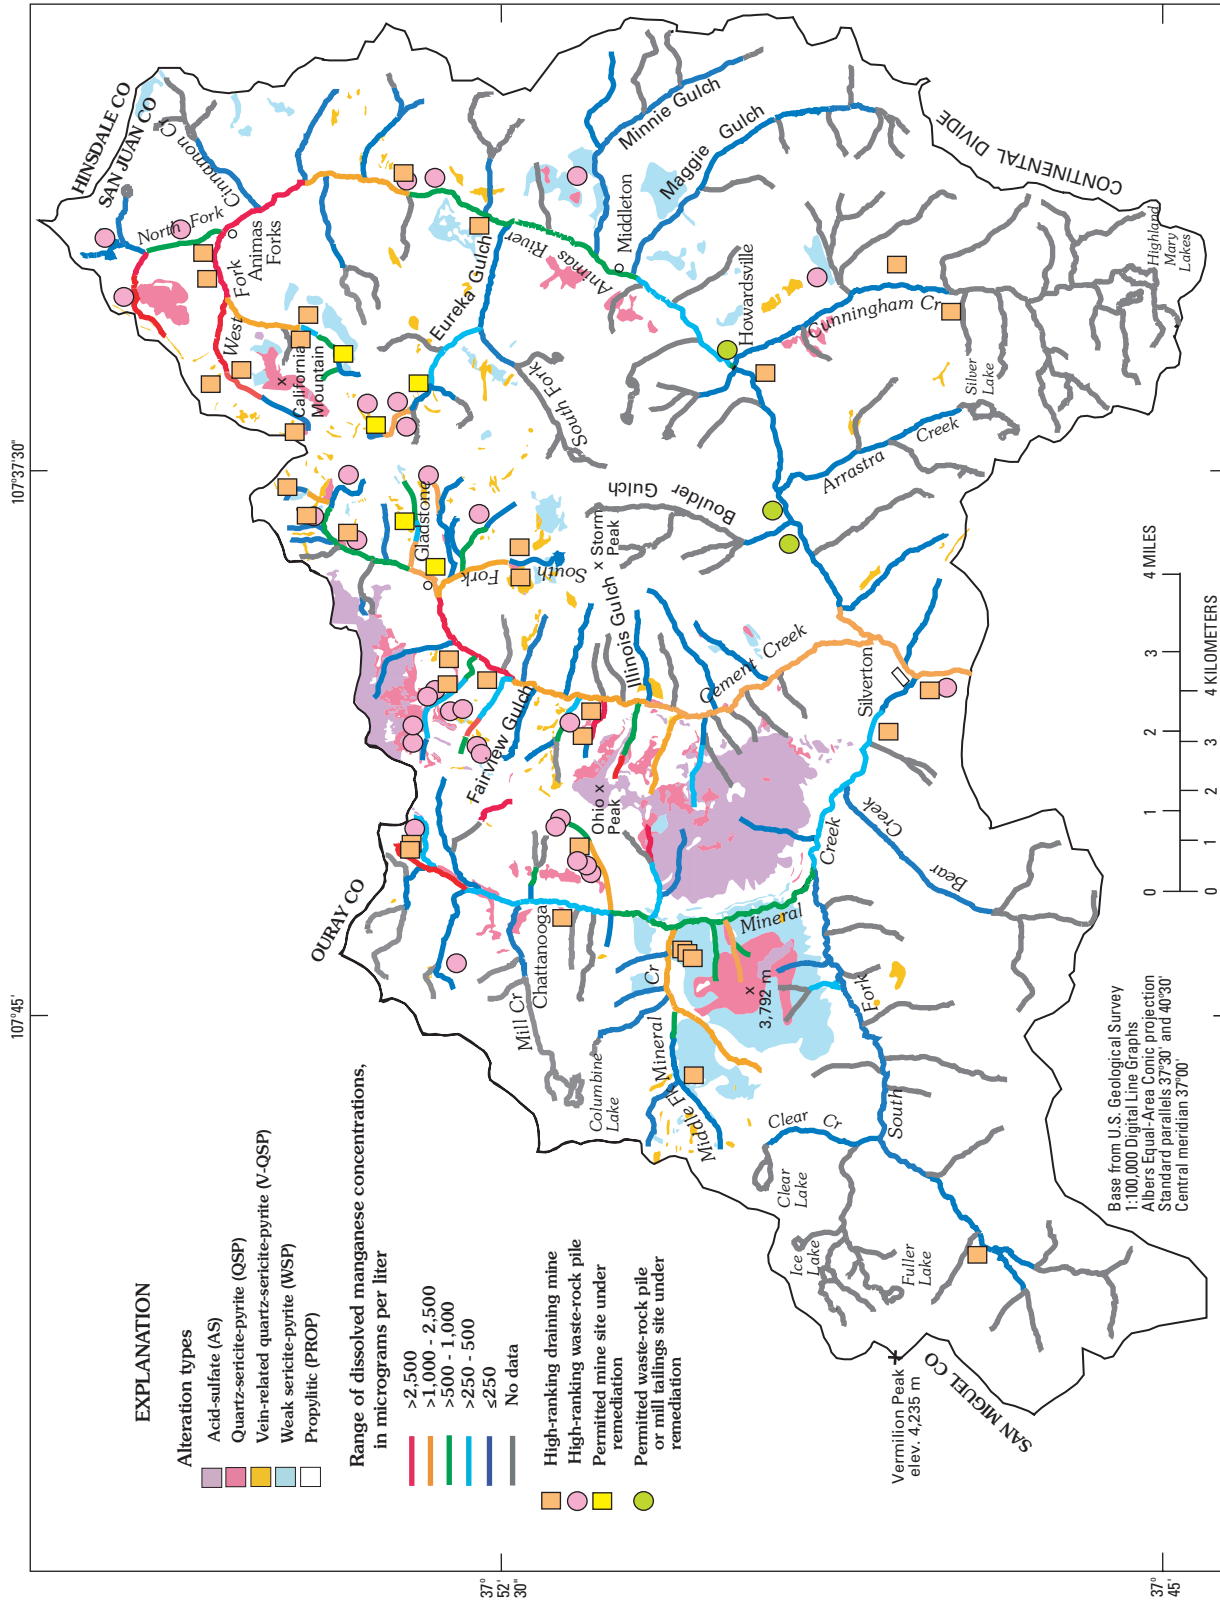 EXPLANATION
Alteration types
Acid-sulfate (AS)
Quartz-sericite-pyrite (QSP)
Vein-related quartz-sericite-pyrite (V-QSP)
Weak sericite-pyrite (WSP)
Propylitic (PROP)
Range of dissolved manganese concentrations,
in micrograms per liter
>2,500
>1,000 - 2,500
>500 - 1,000
>250 - 500
≤250
No data
High-ranking draining mine
High-ranking waste-rock pile
Permitted mine site under
remediation
Permitted waste-rock pile
or mill tailings site under
remediation
107°45'
107°37'30"
37°
52'
30"
37°
45'
OURAY CO
HINSDALE CO
SAN JUAN CO
SAN MIGUEL CO
CONTINENTAL DIVIDE
Cinnamon Cr
North Fork
Animas
Forks
West Fork
California
Mountain
Eureka Gulch
South Fork
Animas River
Minnie Gulch
Maggie Gulch
Middleton
Howardsville
Cunningham Cr
Highland
Mary
Lakes
Silver
Lake
Arrastra Creek
Boulder Gulch
Storm
Peak
x
Gladstone
South Fork
Illinois Gulch
Cement Creek
Fairview Gulch
Ohio x
Peak
Silverton
Mineral Creek
Bear Creek
Chattanooga
Mill Cr
Columbine
Lake
Middle Fk Mineral Cr
x
3,792 m
South Fork
Clear Cr
Clear
Lake
Ice
Lake
Fuller
Lake
Vermilion Peak
elev. 4,235 m
Base from U.S. Geological Survey
1:100,000 Digital Line Graphs
Albers Equal-Area Conic projection
Standard parallels 37°30' and 40°30'
Central meridian 37°00'
0 1 2 3 4 MILES
0 1 2 3 4 KILOMETERS